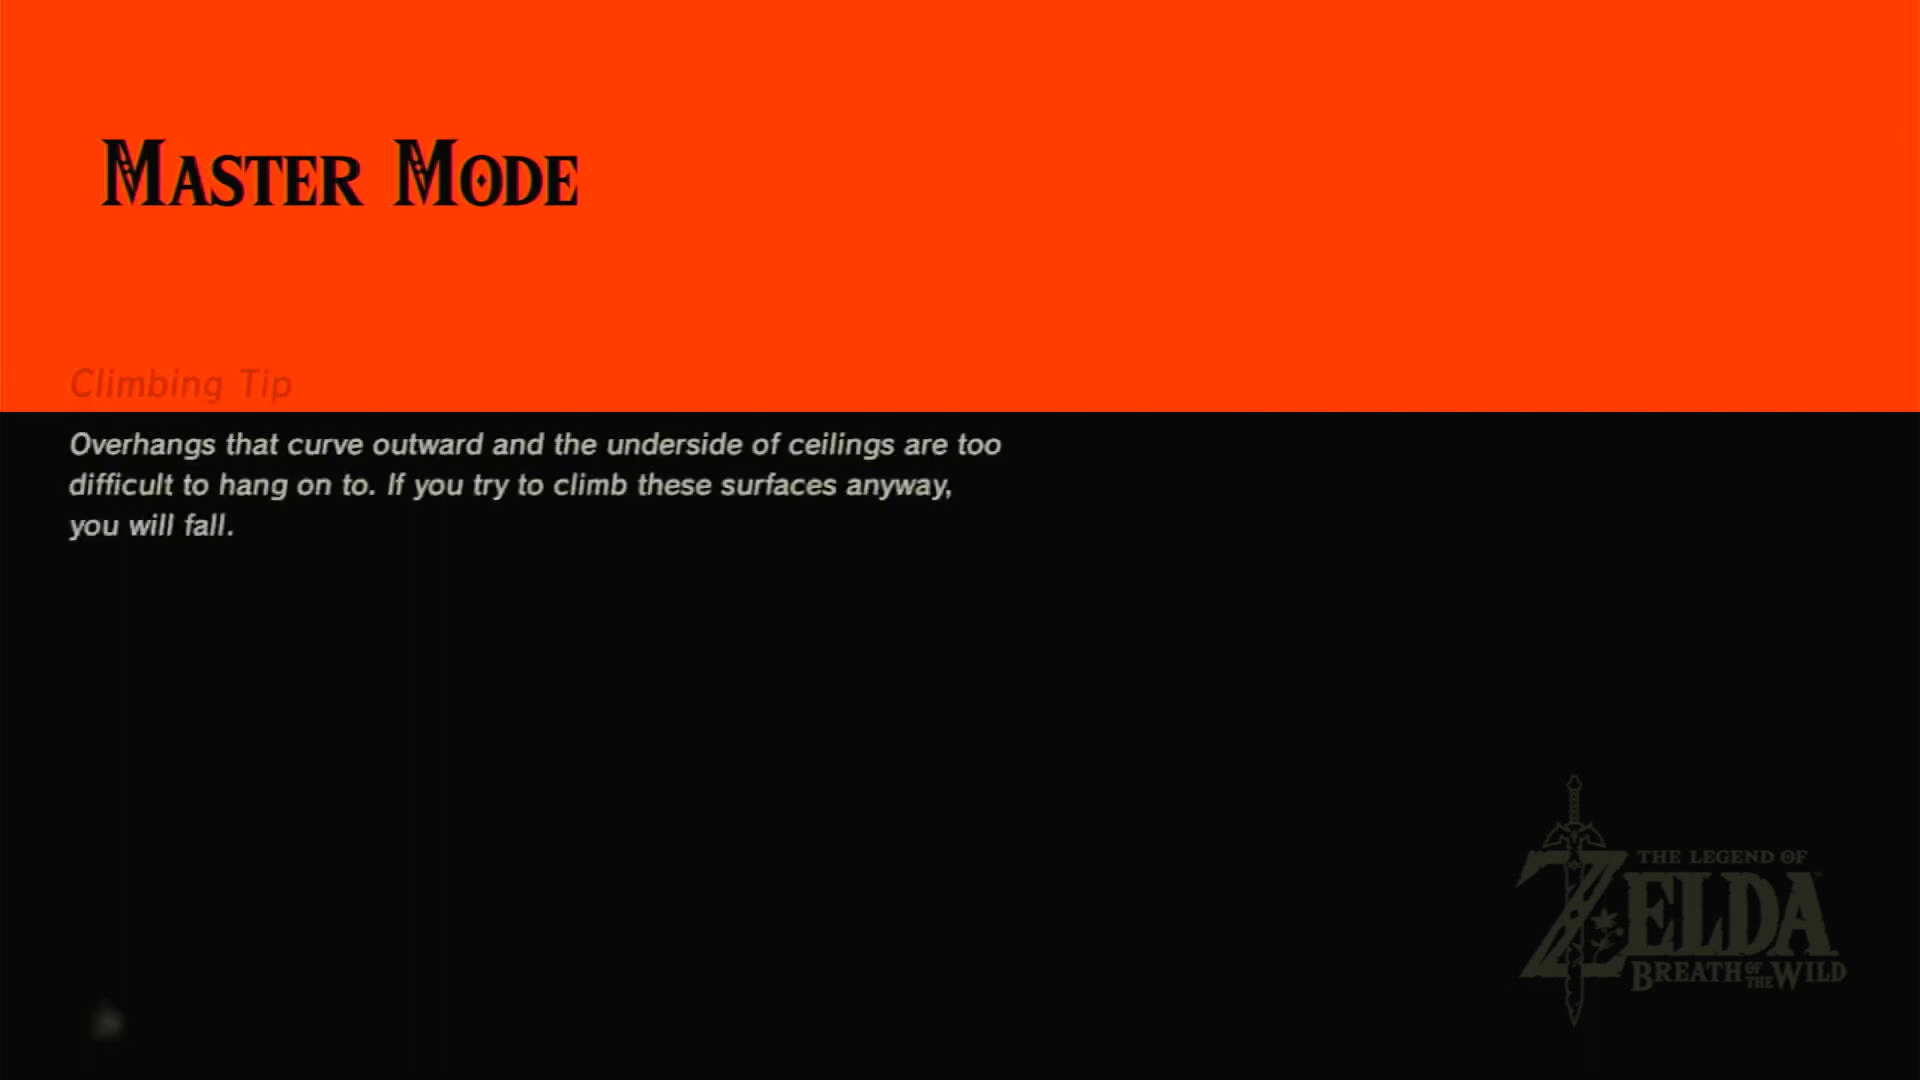 MASTER MODE
Climbing Tip
Overhangs that curve outward and the underside of ceilings are too
difficult to hang on to. If you try to climb these surfaces anyway,
you will fall.
THE LEGEND OF
ZELDA
BREATH OF THE WILD